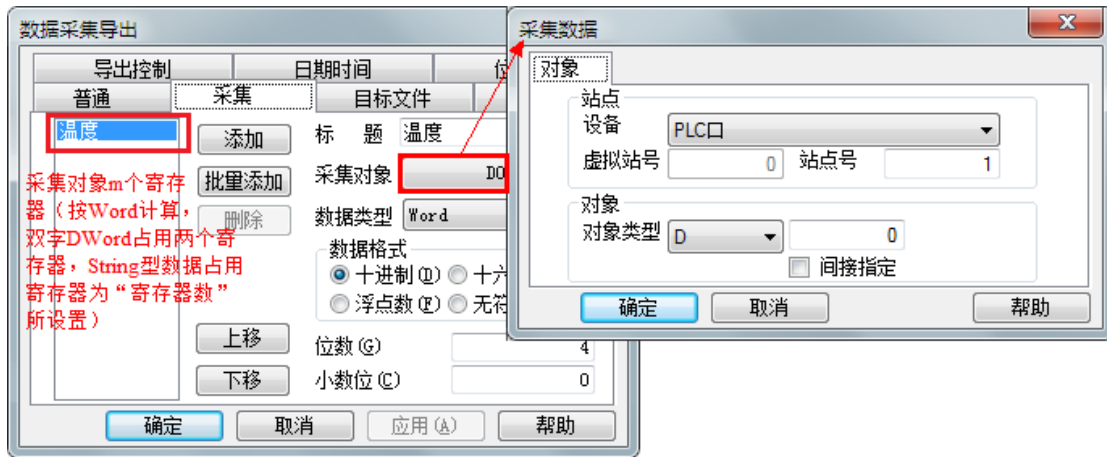 数据采集导出
导出控制
日期时间
普通
采集
目标文件
温度
添加
批量添加
删除
上移
下移
采集对象m个寄存
器（按Word计算，
双字DWord占用两个寄
存器，String型数据占用
寄存器为“寄存器数”
所设置）
标 题 温度
采集对象 D0
数据类型 Word
数据格式
十进制(D)
浮点数(F)
位数(G) 4
小数位(C) 0
确定
取消
应用(A)
帮助
采集数据
对象
站点
设备 PLC口
虚拟站号 0 站点号 1
对象
对象类型 D 0
间接指定
确定
取消
帮助